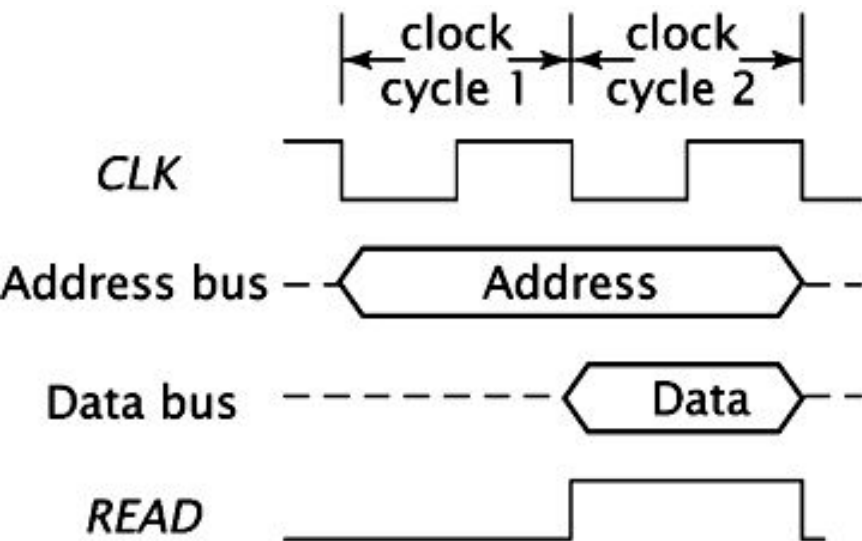 clock
cycle 1
clock
cycle 2
CLK
Address bus
Address
Data bus
Data
READ